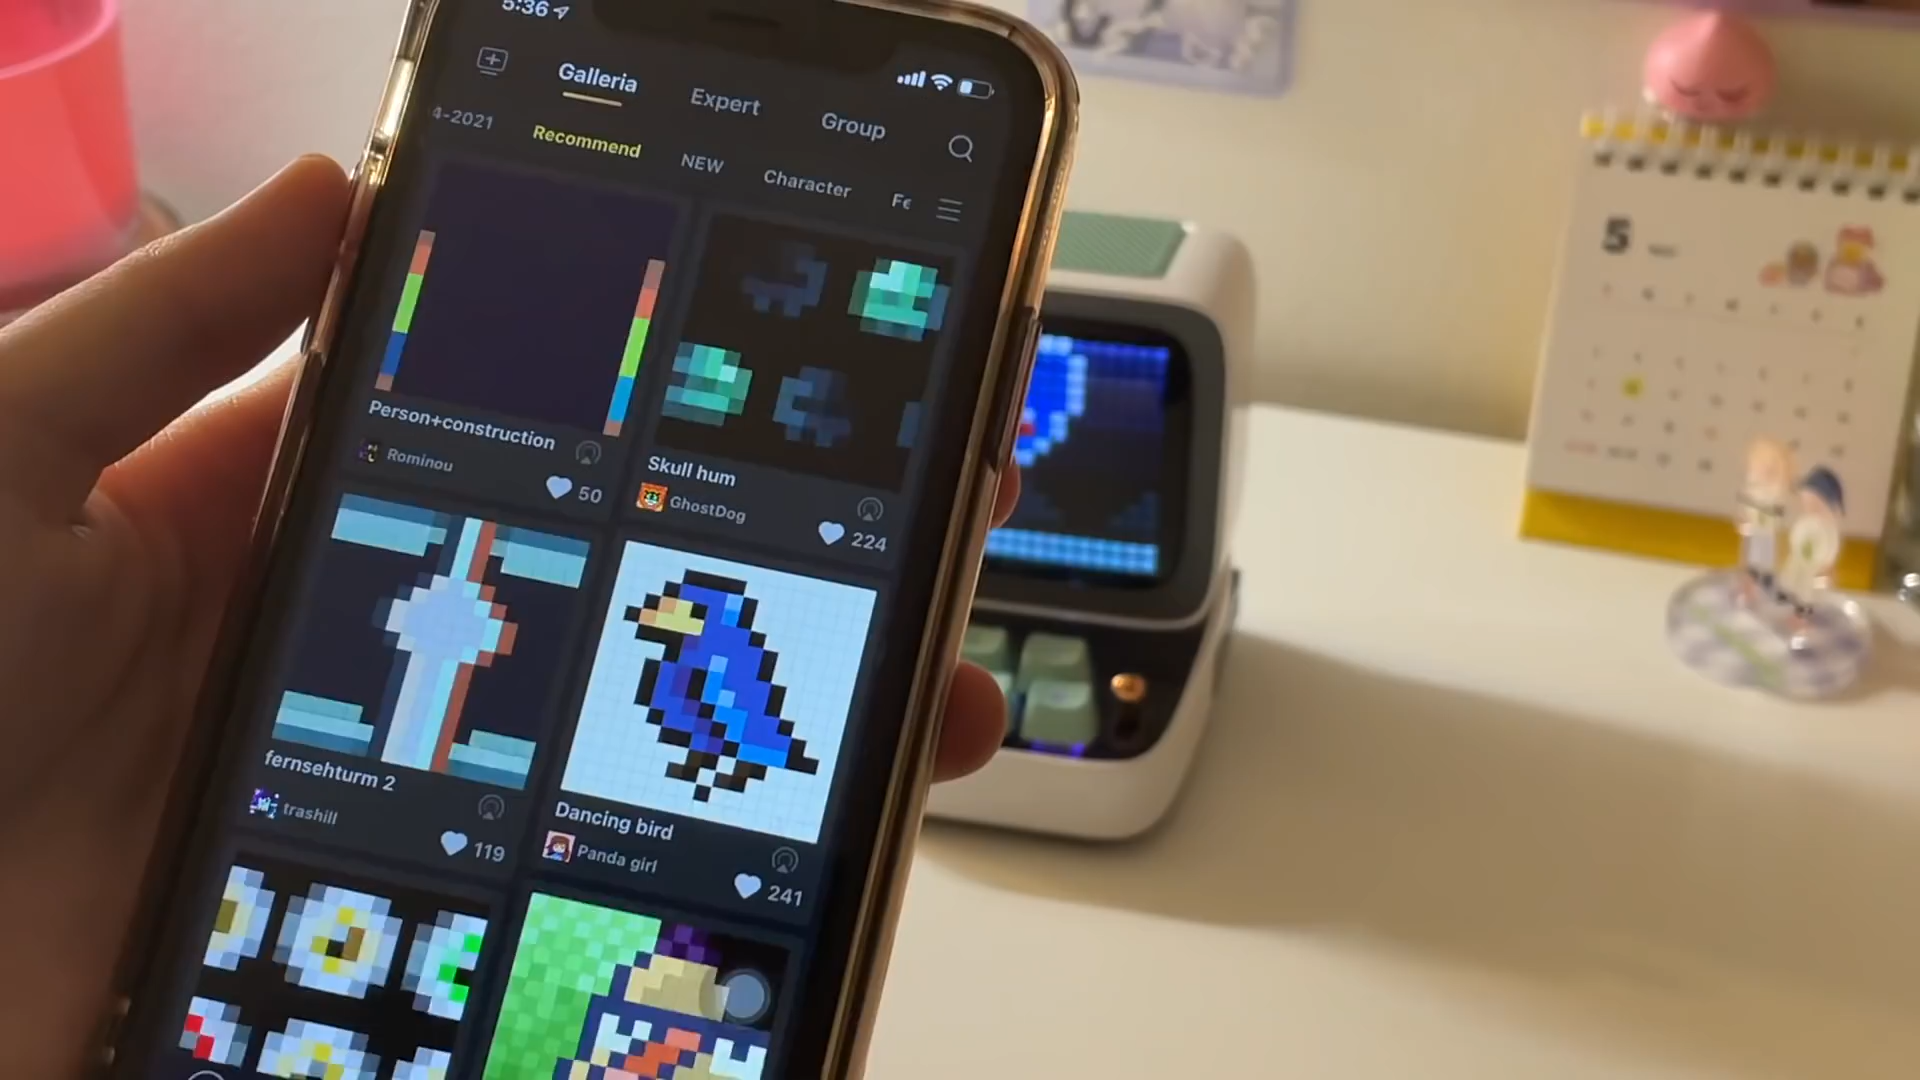 5:36
Galleria
Expert
Group
4-2021
Recommend
NEW
Character
Fe
Person+construction
Rominou
50
Skull hum
GhostDog
224
fernsehturm 2
trashill
119
Dancing bird
Panda girl
241
5